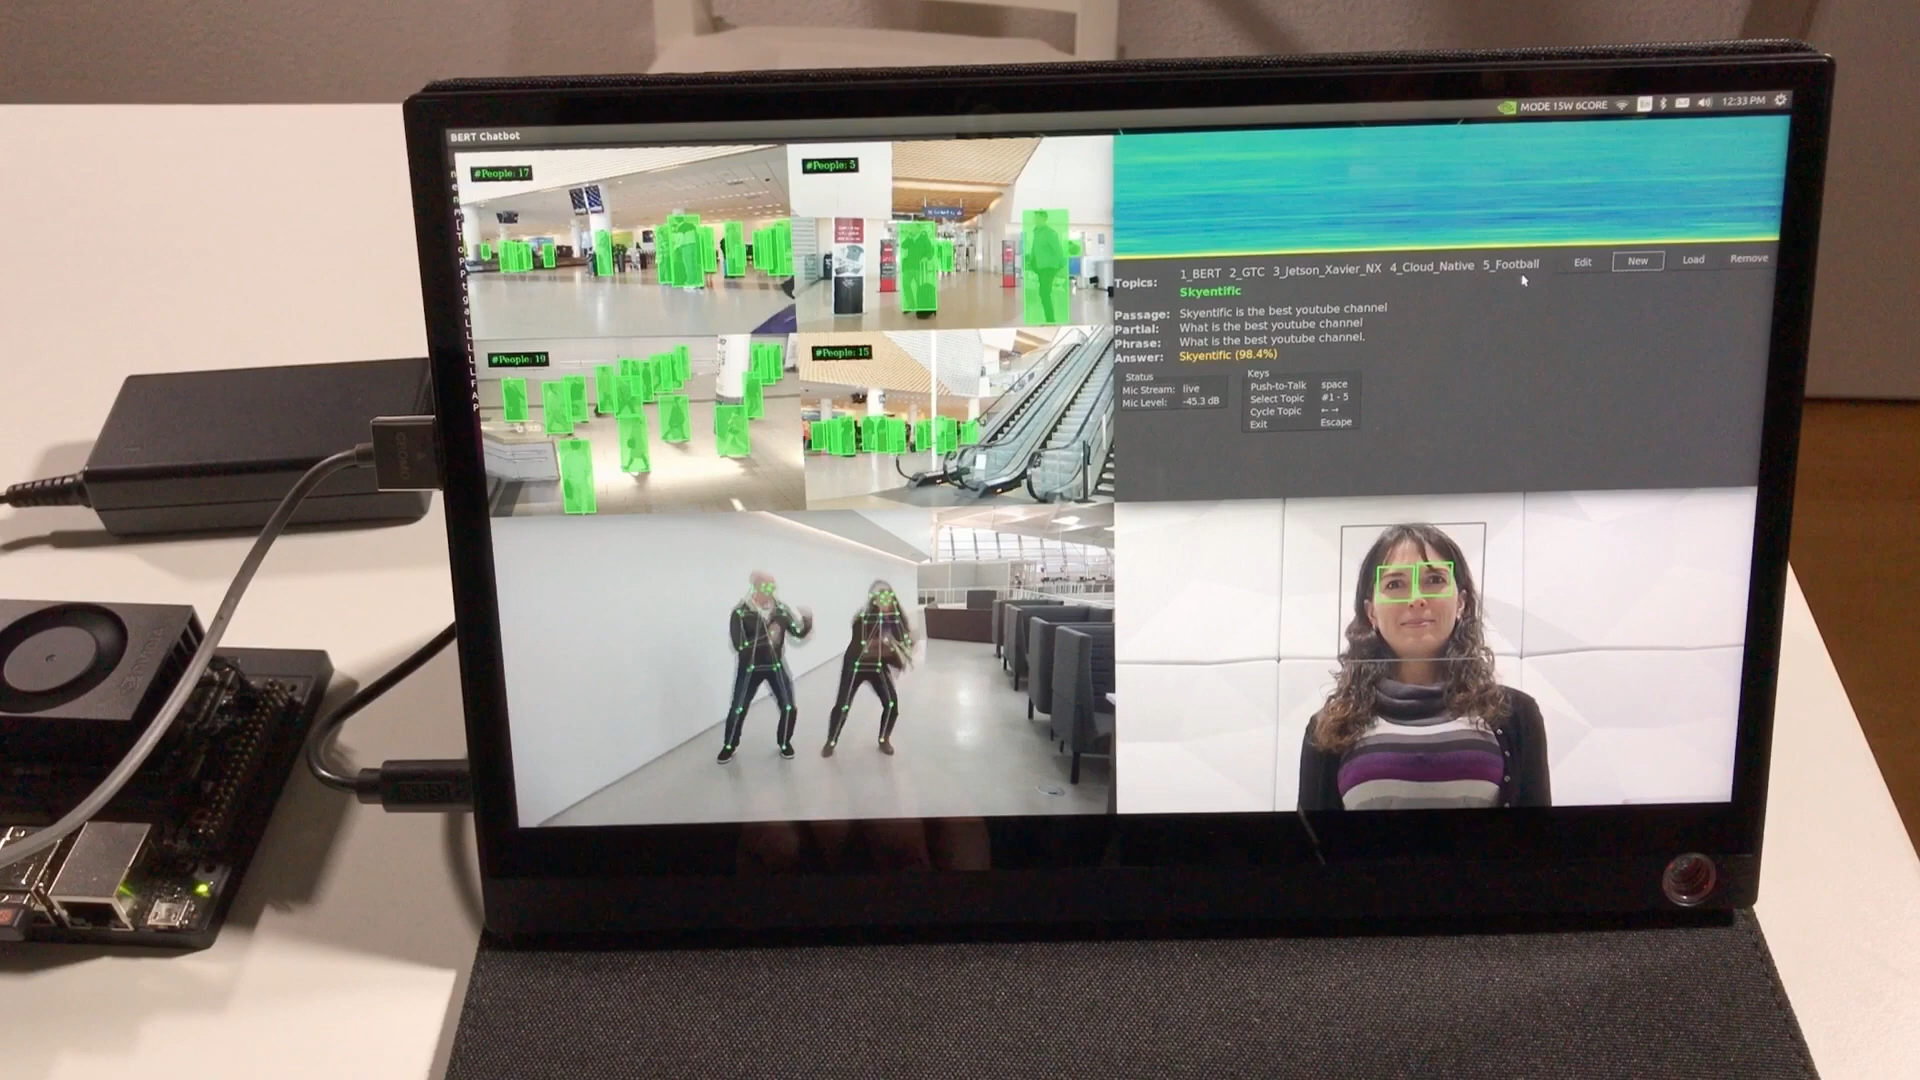 MODE 15W 6CORE 12:33 PM
BERT Chatbot
#People: 17
#People: 5
#People: 19
#People: 15
Topics: 1_BERT 2_GTC 3_Jetson_Xavier_NX 4_Cloud_Native 5_Football
Skyentific
Edit New Load Remove
Passage: Skyentific is the best youtube channel
Partial: What is the best youtube channel
Phrase: What is the best youtube channel.
Answer: Skyentific (98.4%)
Status
Mic Stream: live
Mic Level: -45.3 dB
Keys
Push-to-Talk space
Select Topic #1 - 5
Cycle Topic ← →
Exit Escape